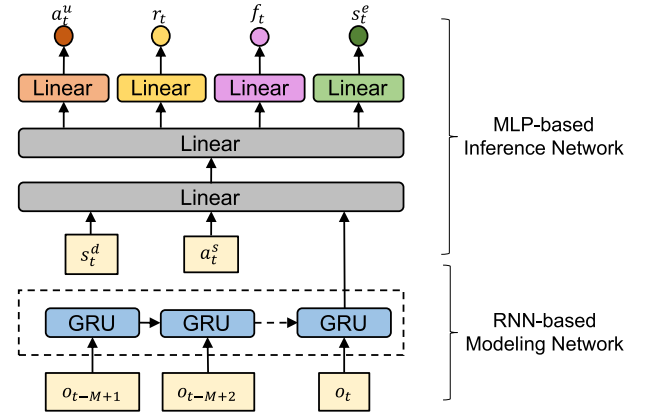 a_t^u r_t f_t s_t^e
Linear Linear Linear Linear
Linear
MLP-based
Inference Network
Linear
s_t^d a_t^s
GRU GRU GRU
RNN-based
Modeling Network
o_{t−M+1} o_{t−M+2} o_t